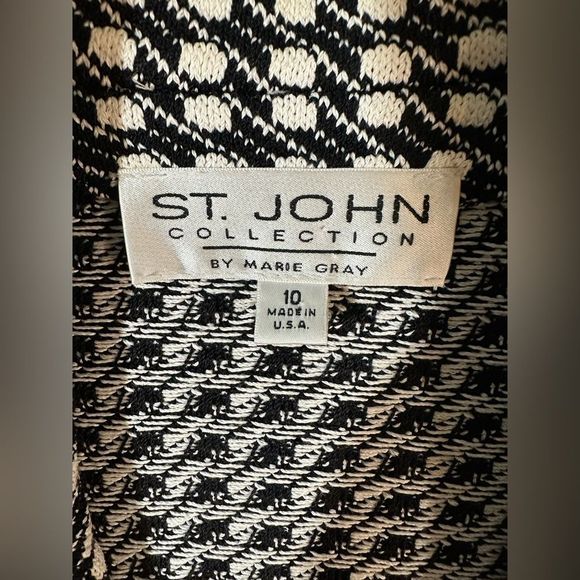 ST. JOHN
COLLECTION
BY MARIE GRAY
10
MADE IN
U.S.A.